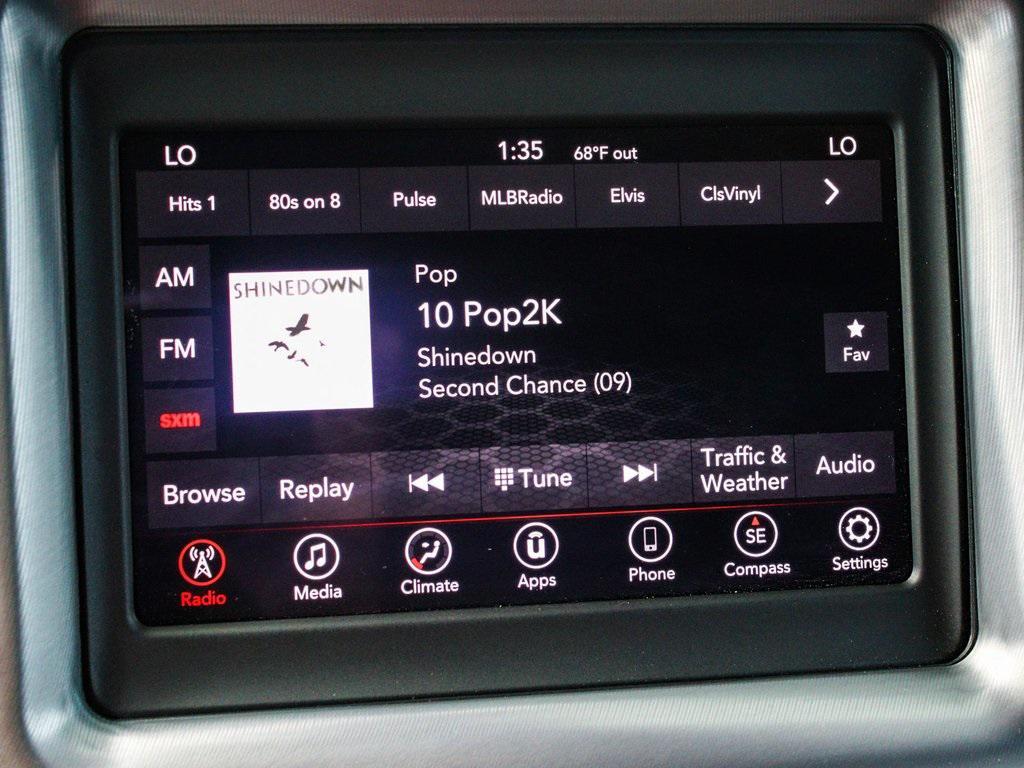 LO 1:35 68°F out LO
Hits 1 80s on 8 Pulse MLBRadio Elvis ClsVinyl
AM
FM
sxm
SHINEDOWN
Pop
10 Pop2K
Shinedown
Second Chance (09)
Fav
Browse Replay Tune Traffic &
Weather Audio
SE
Radio Media Climate Apps Phone Compass Settings